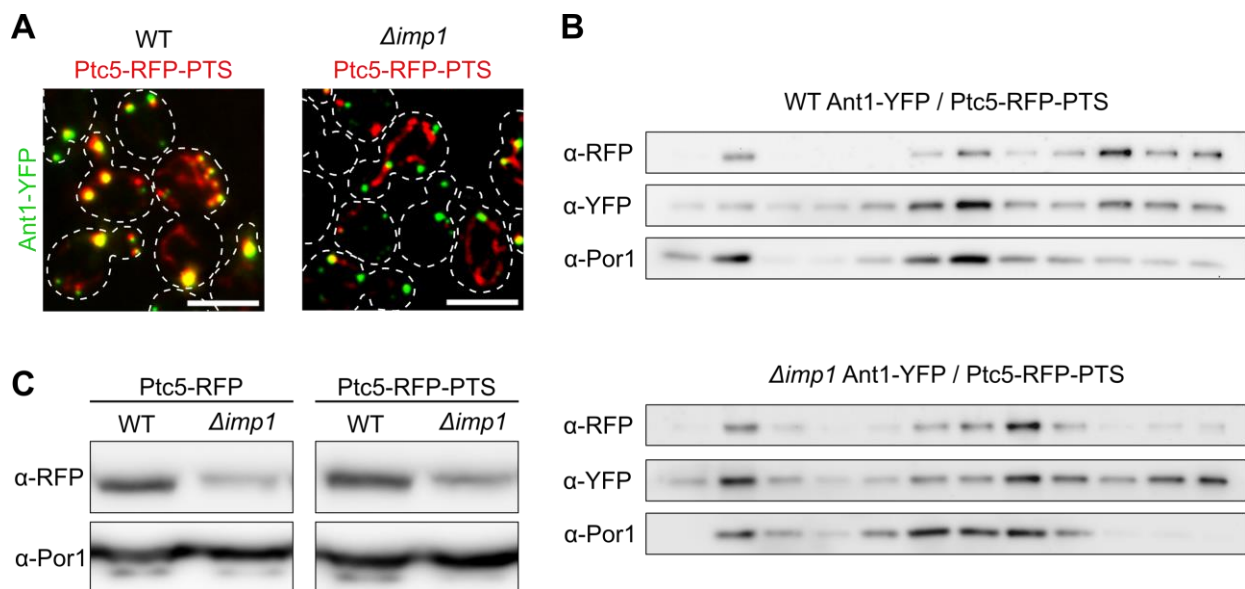 A
WT
Δimp1
Ptc5-RFP-PTS
Ptc5-RFP-PTS
Ant1-YFP
B
WT Ant1-YFP / Ptc5-RFP-PTS
α-RFP
α-YFP
α-Por1
Δimp1 Ant1-YFP / Ptc5-RFP-PTS
α-RFP
α-YFP
α-Por1
C
Ptc5-RFP
Ptc5-RFP-PTS
WT
Δimp1
WT
Δimp1
α-RFP
α-Por1